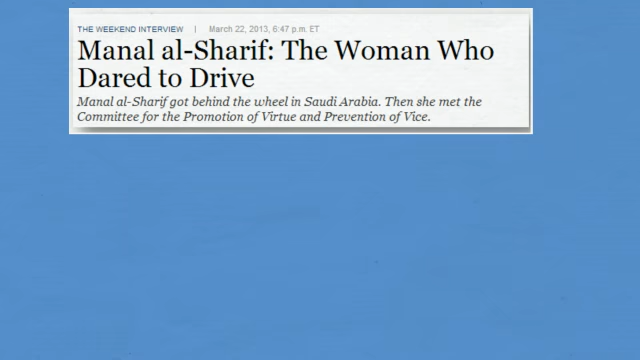 THE WEEKEND INTERVIEW | March 22, 2013, 6:47 p.m. ET
Manal al-Sharif: The Woman Who
Dared to Drive
Manal al-Sharif got behind the wheel in Saudi Arabia. Then she met the
Committee for the Promotion of Virtue and Prevention of Vice.